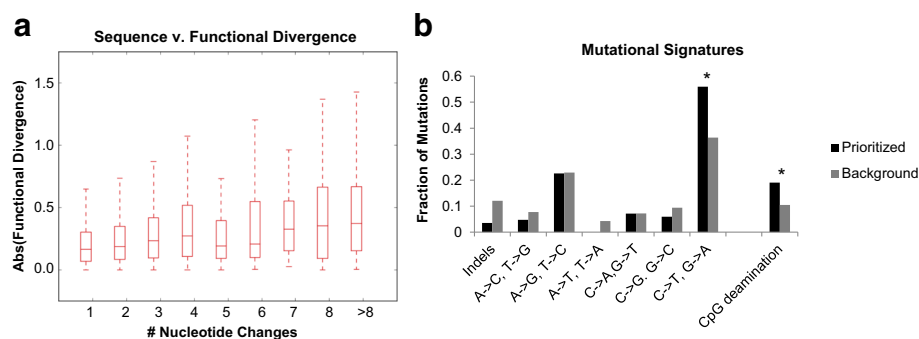 a
Sequence v. Functional Divergence
Abs(Functional Divergence)
1.5
1.0
0.5
0.0
1 2 3 4 5 6 7 8 >8
# Nucleotide Changes
b
Mutational Signatures
Fraction of Mutations
0.6
0.5
0.4
0.3
0.2
0.1
0
*
*
Indels
A->C, T->G
A->G, T->C
A->T, T->A
C->A,G->T
C->G. G->C
C->T, G->A
CpG deamination
Prioritized
Background